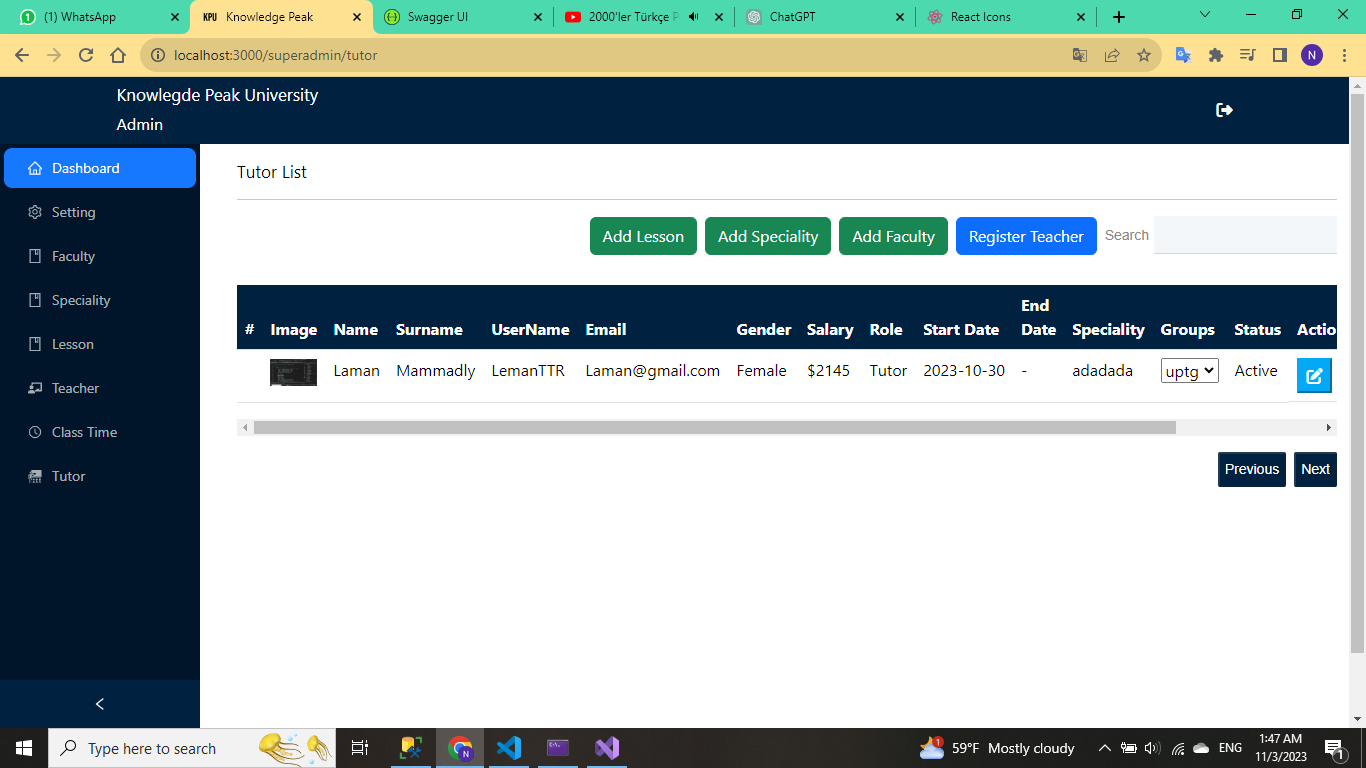 (1) WhatsApp
KPU Knowledge Peak
Swagger UI
2000'ler Türkçe P
ChatGPT
React Icons
localhost:3000/superadmin/tutor
N
Knowlegde Peak University
Admin
Dashboard
Setting
Faculty
Speciality
Lesson
Teacher
Class Time
Tutor
Tutor List
Add Lesson Add Speciality Add Faculty Register Teacher Search
# Image Name Surname UserName Email Gender Salary Role Start Date End Date Speciality Groups Status Actio
Laman Mammadly LemanTTR Laman@gmail.com Female $2145 Tutor 2023-10-30 - adadada uptg Active
Previous Next
Type here to search
1
59°F Mostly cloudy
ENG
1:47 AM
11/3/2023
1